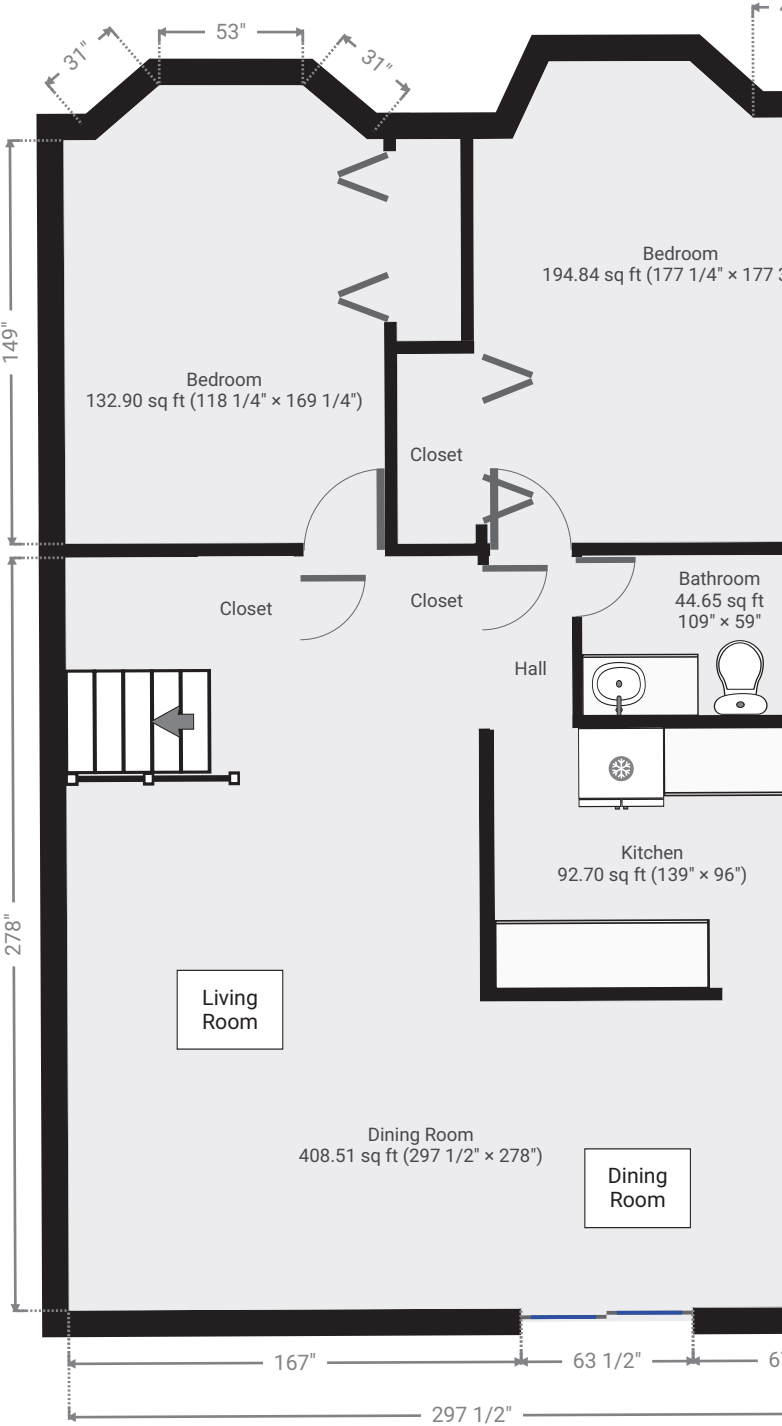 4
31"
53"
31"
149"
Bedroom
194.84 sq ft (177 1/4" × 177 3
Bedroom
132.90 sq ft (118 1/4" × 169 1/4")
Closet
Closet
Closet
Bathroom
44.65 sq ft
109" × 59"
Hall
Kitchen
92.70 sq ft (139" × 96")
278"
Living
Room
Dining Room
408.51 sq ft (297 1/2" × 278")
Dining
Room
167"
63 1/2"
6
297 1/2"